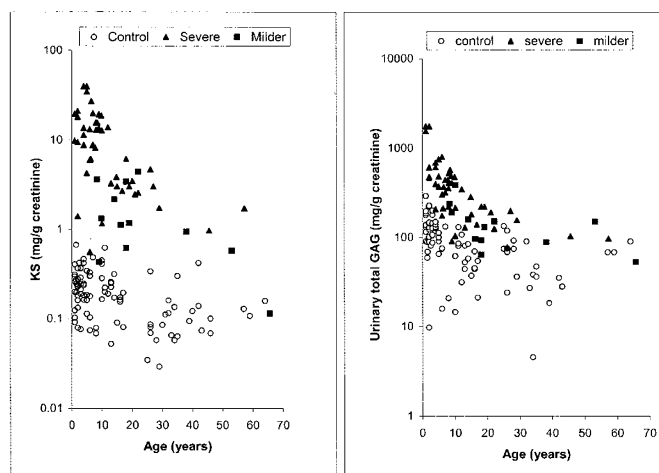 Control Severe Milder
100
10
1
0.1
0.01
KS (mg/g creatinine)
0 10 20 30 40 50 60 70
Age (years)
control severe milder
10000
1000
100
10
1
Urinary total GAG (mg/g creatinine)
0 10 20 30 40 50 60 70
Age (years)